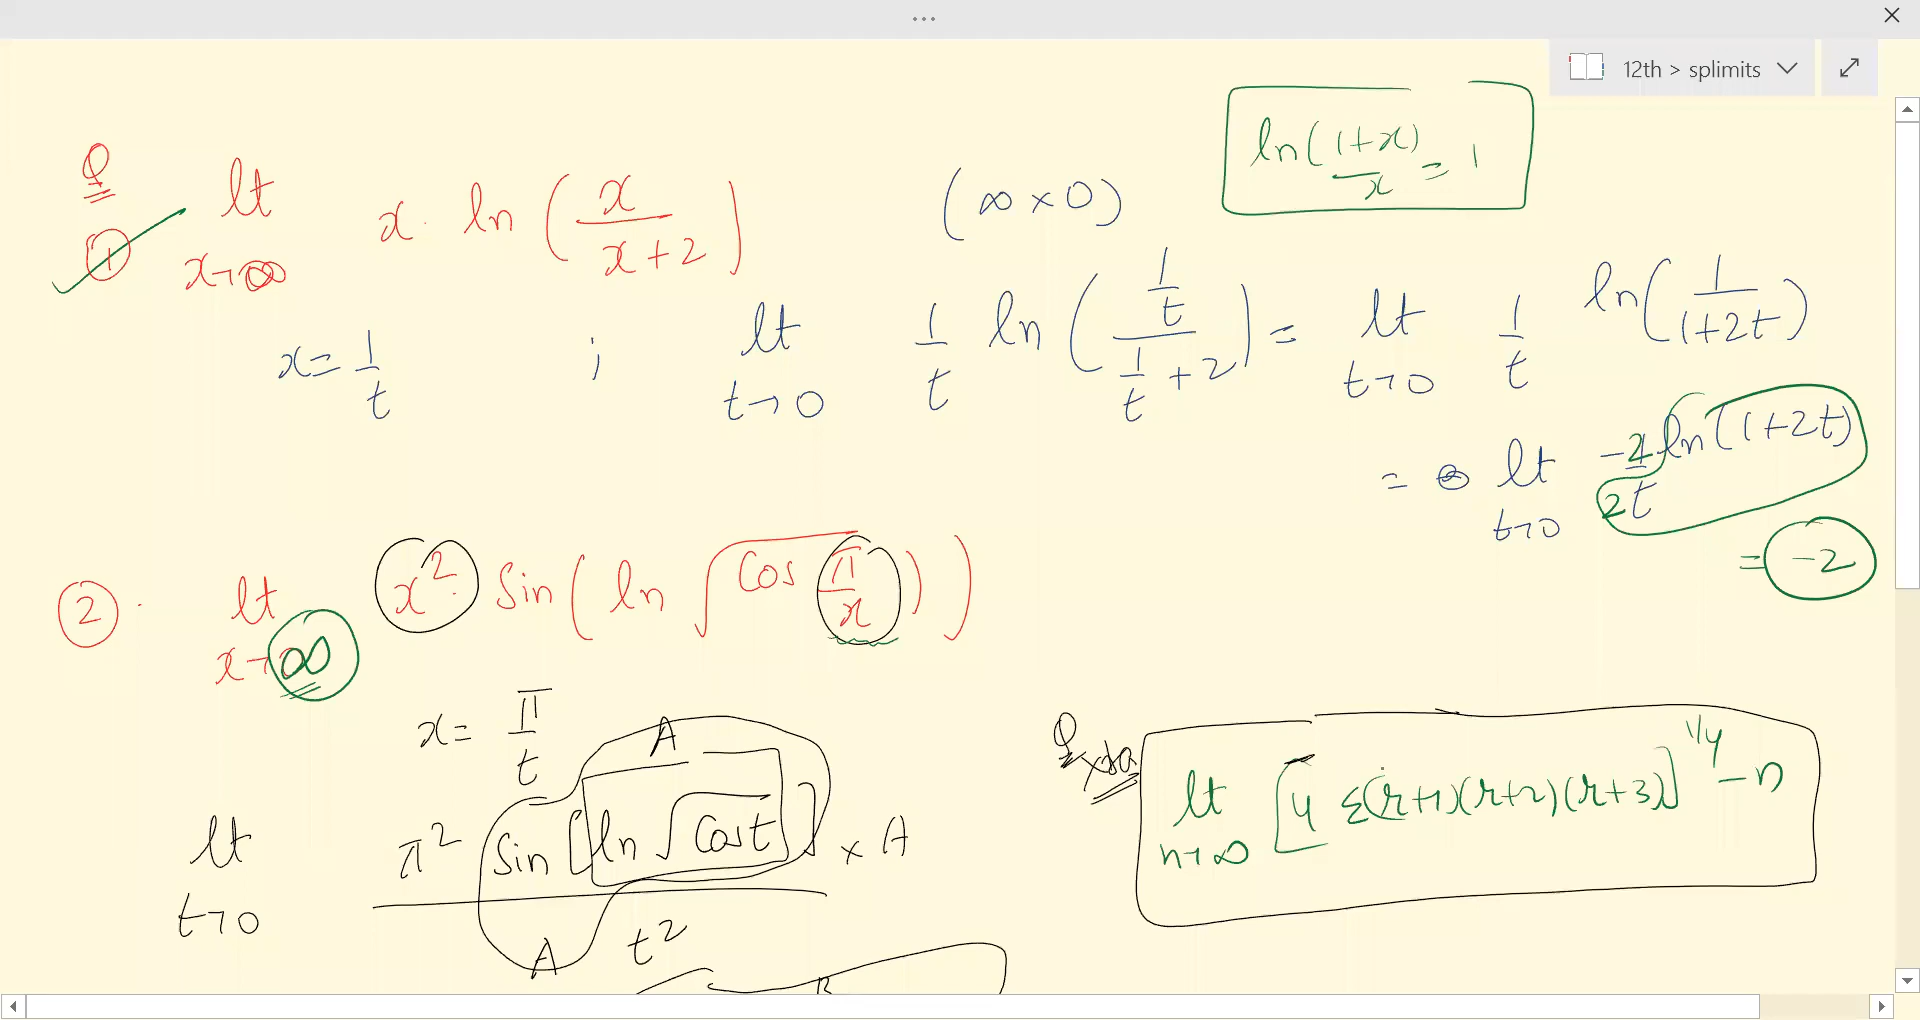 12th > splimits
ln(1+x)/x = 1
Q
① lt x→∞ x · ln(x/(x+2)) (∞ × 0)
x = 1/t ; lt t→0 1/t ln((1/t)/(1/t + 2)) = lt t→0 1/t ln(1/(1+2t))
= lt t→0 -2 ln(1+2t)/2t
= -2
② lt x→∞ x² Sin(ln √Cos(π/x)))
x = π/t
A
lt t→0 π² Sin[ln √Cost] × A
A t²
lt n→∞ [4 Σ(r+1)(r+2)(r+3)]^1/4 - n